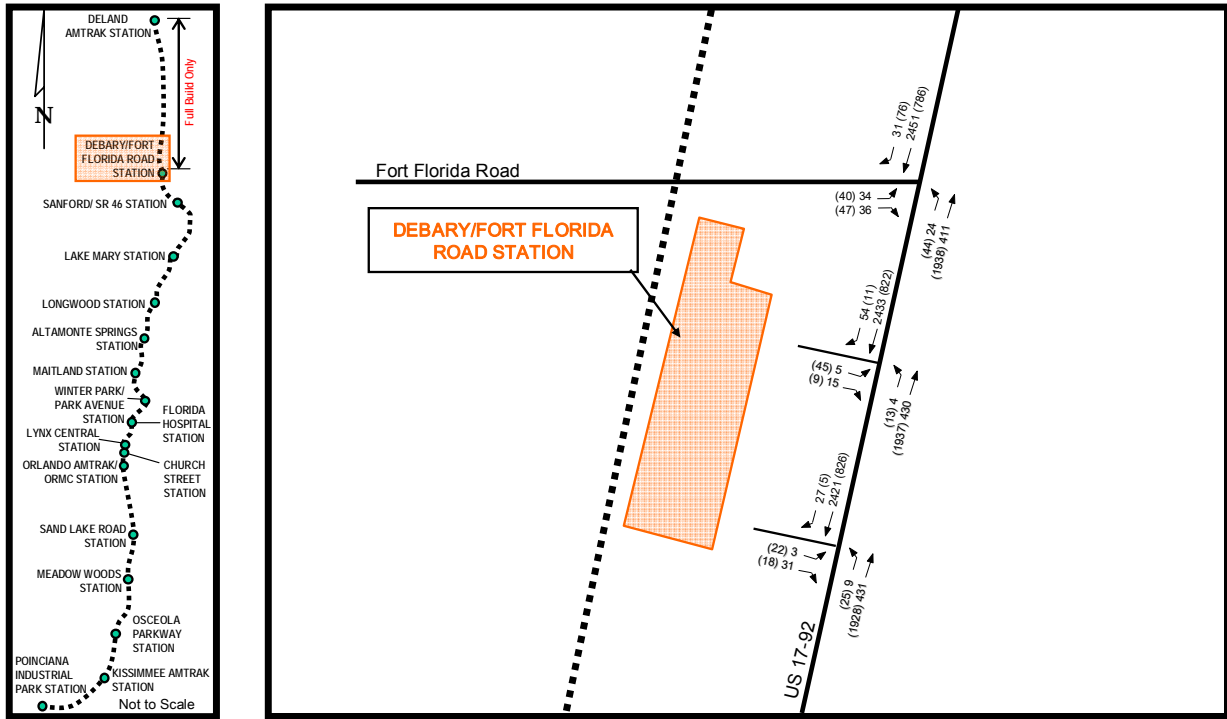 DELAND
AMTRAK STATION
Full Build Only
N
DEBARY/FORT
FLORIDA ROAD
STATION
SANFORD/ SR 46 STATION
LAKE MARY STATION
LONGWOOD STATION
ALTAMONTE SPRINGS
STATION
MAITLAND STATION
WINTER PARK/
PARK AVENUE
STATION
FLORIDA
HOSPITAL
STATION
LYNX CENTRAL
STATION
CHURCH
STREET
STATION
ORLANDO AMTRAK/
ORMC STATION
SAND LAKE ROAD
STATION
MEADOW WOODS
STATION
OSCEOLA
PARKWAY
STATION
POINCIANA
INDUSTRIAL
PARK STATION
KISSIMMEE AMTRAK
STATION
Not to Scale
Fort Florida Road
DEBARY/FORT FLORIDA
ROAD STATION
31 (76)
2451 (786)
(40) 34
(47) 36
(44) 24
(1938) 411
54 (11)
2433 (822)
(45) 5
(9) 15
(13) 4
(1937) 430
27 (5)
2421 (826)
(22) 3
(18) 31
(25) 9
(1928) 431
US 17-92